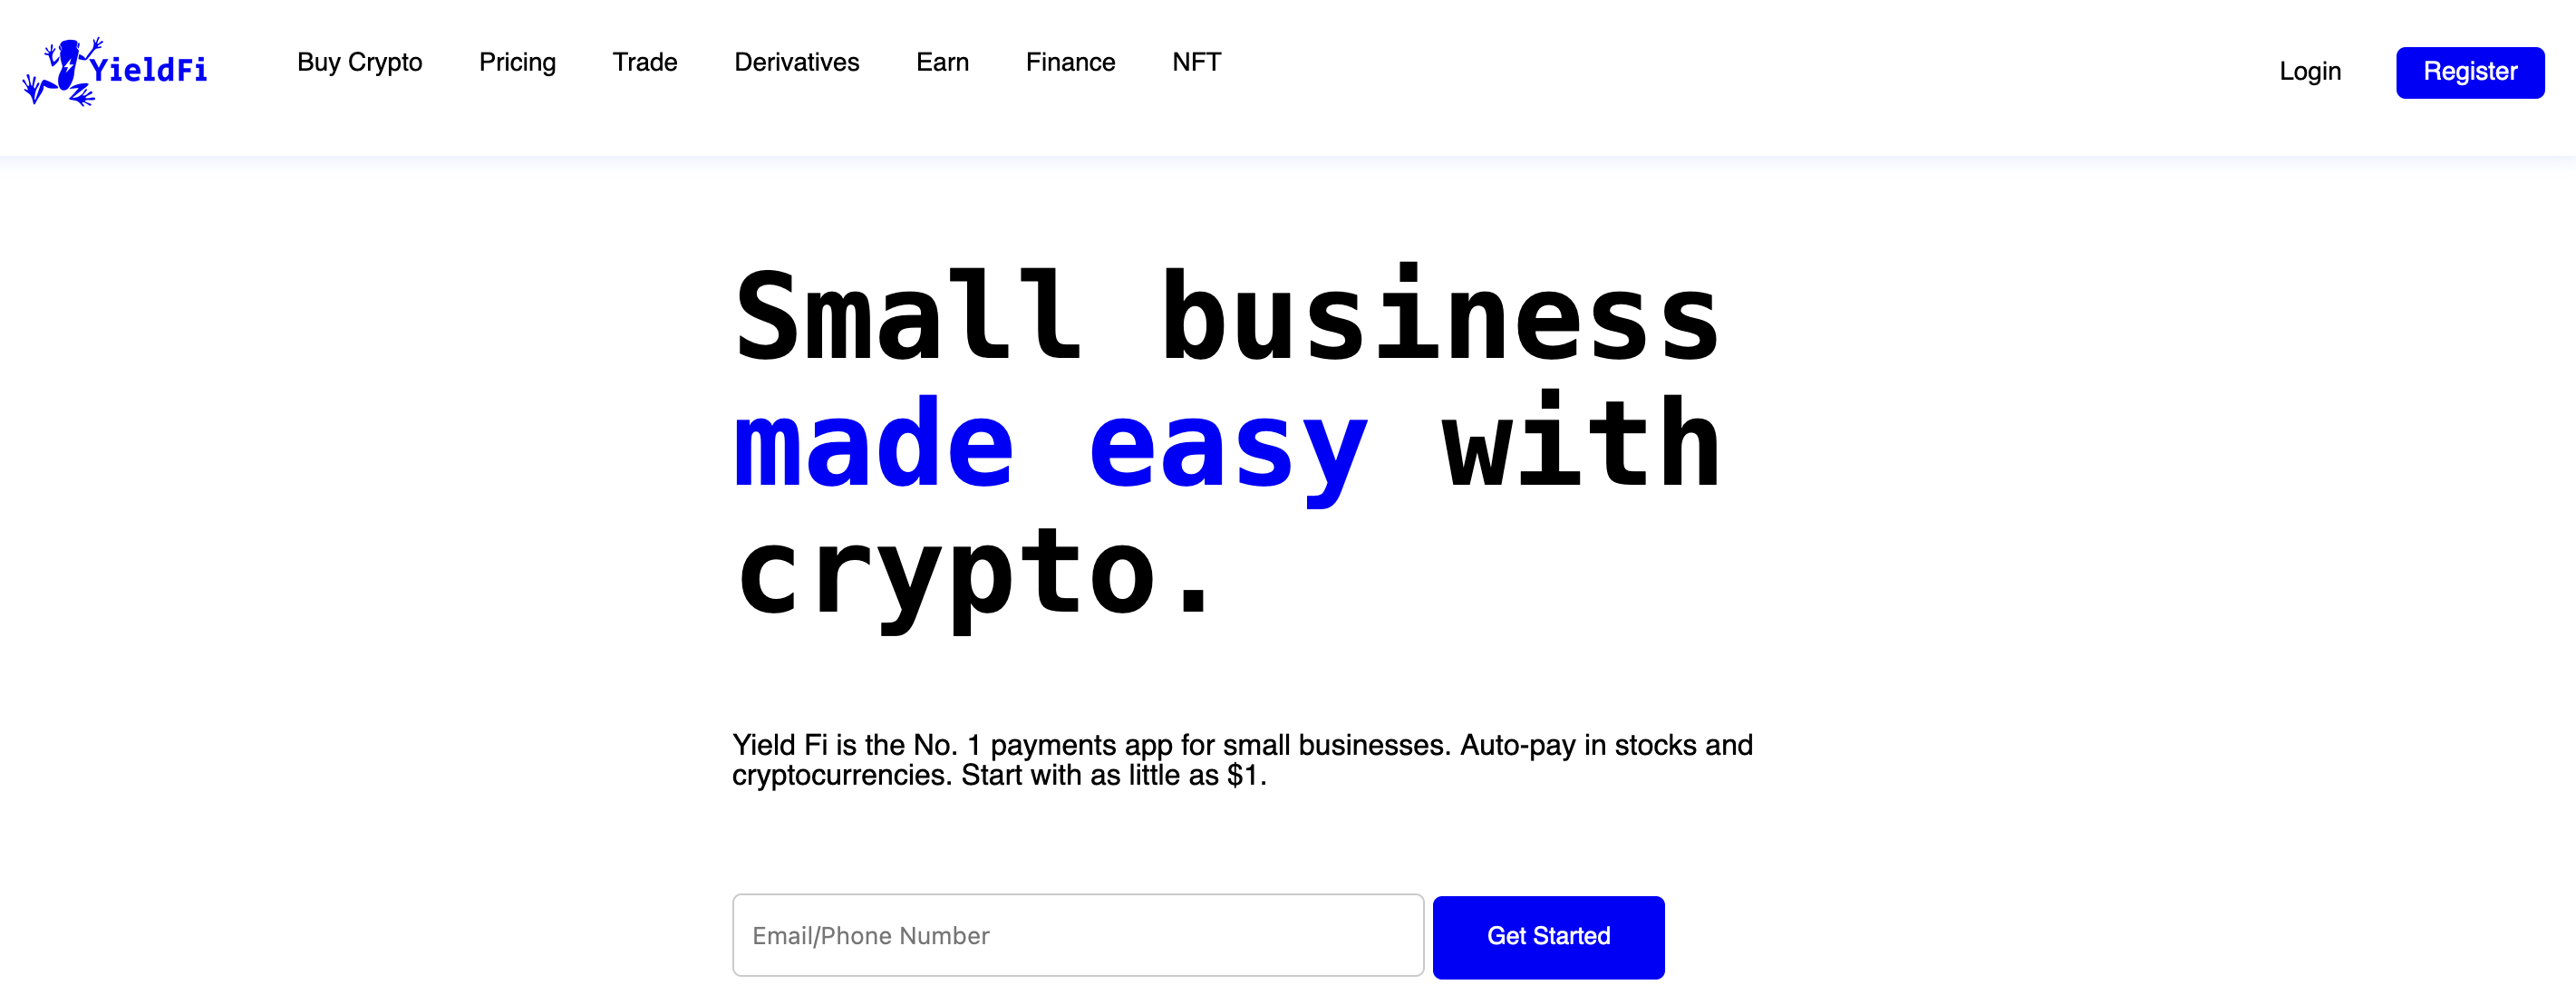 YieldFi
Buy Crypto Pricing Trade Derivatives Earn Finance NFT
Login Register
Small business
made easy with
crypto.
Yield Fi is the No. 1 payments app for small businesses. Auto-pay in stocks and
cryptocurrencies. Start with as little as $1.
Email/Phone Number
Get Started